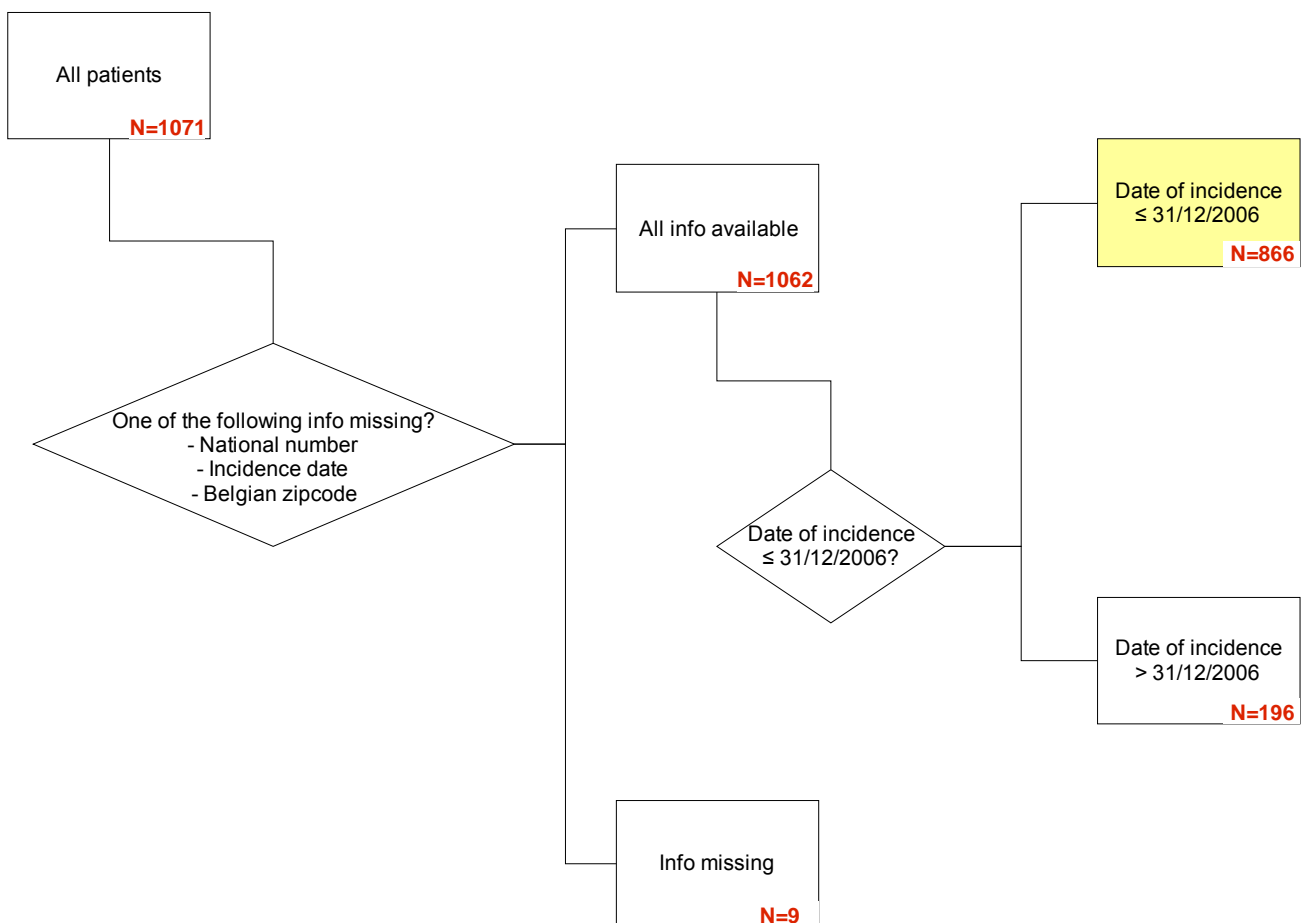 All patients
N=1071
One of the following info missing?
- National number
- Incidence date
- Belgian zipcode
All info available
N=1062
Info missing
N=9
Date of incidence
≤ 31/12/2006?
Date of incidence
≤ 31/12/2006
N=866
Date of incidence
> 31/12/2006
N=196